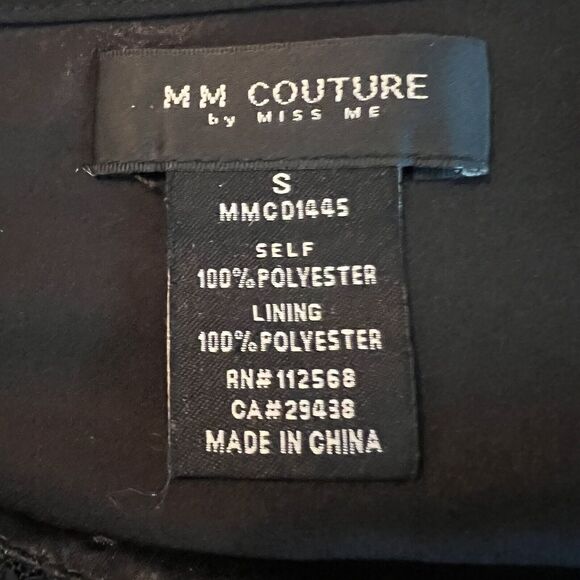 MM COUTURE
by MISS ME
S
MMCD1445
SELF
100%POLYESTER
LINING
100%POLYESTER
RN#112568
CA#29438
MADE IN CHINA